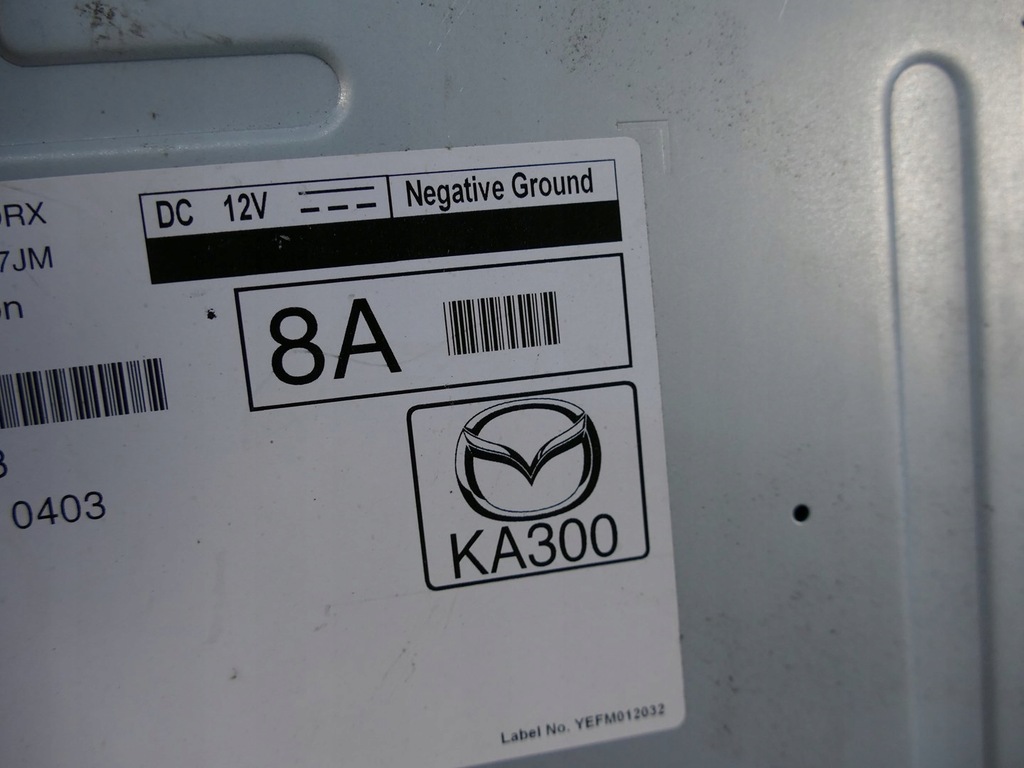 DC 12V Negative Ground
RX
7JM
8A
0403
KA300
Label No. YEFM012032